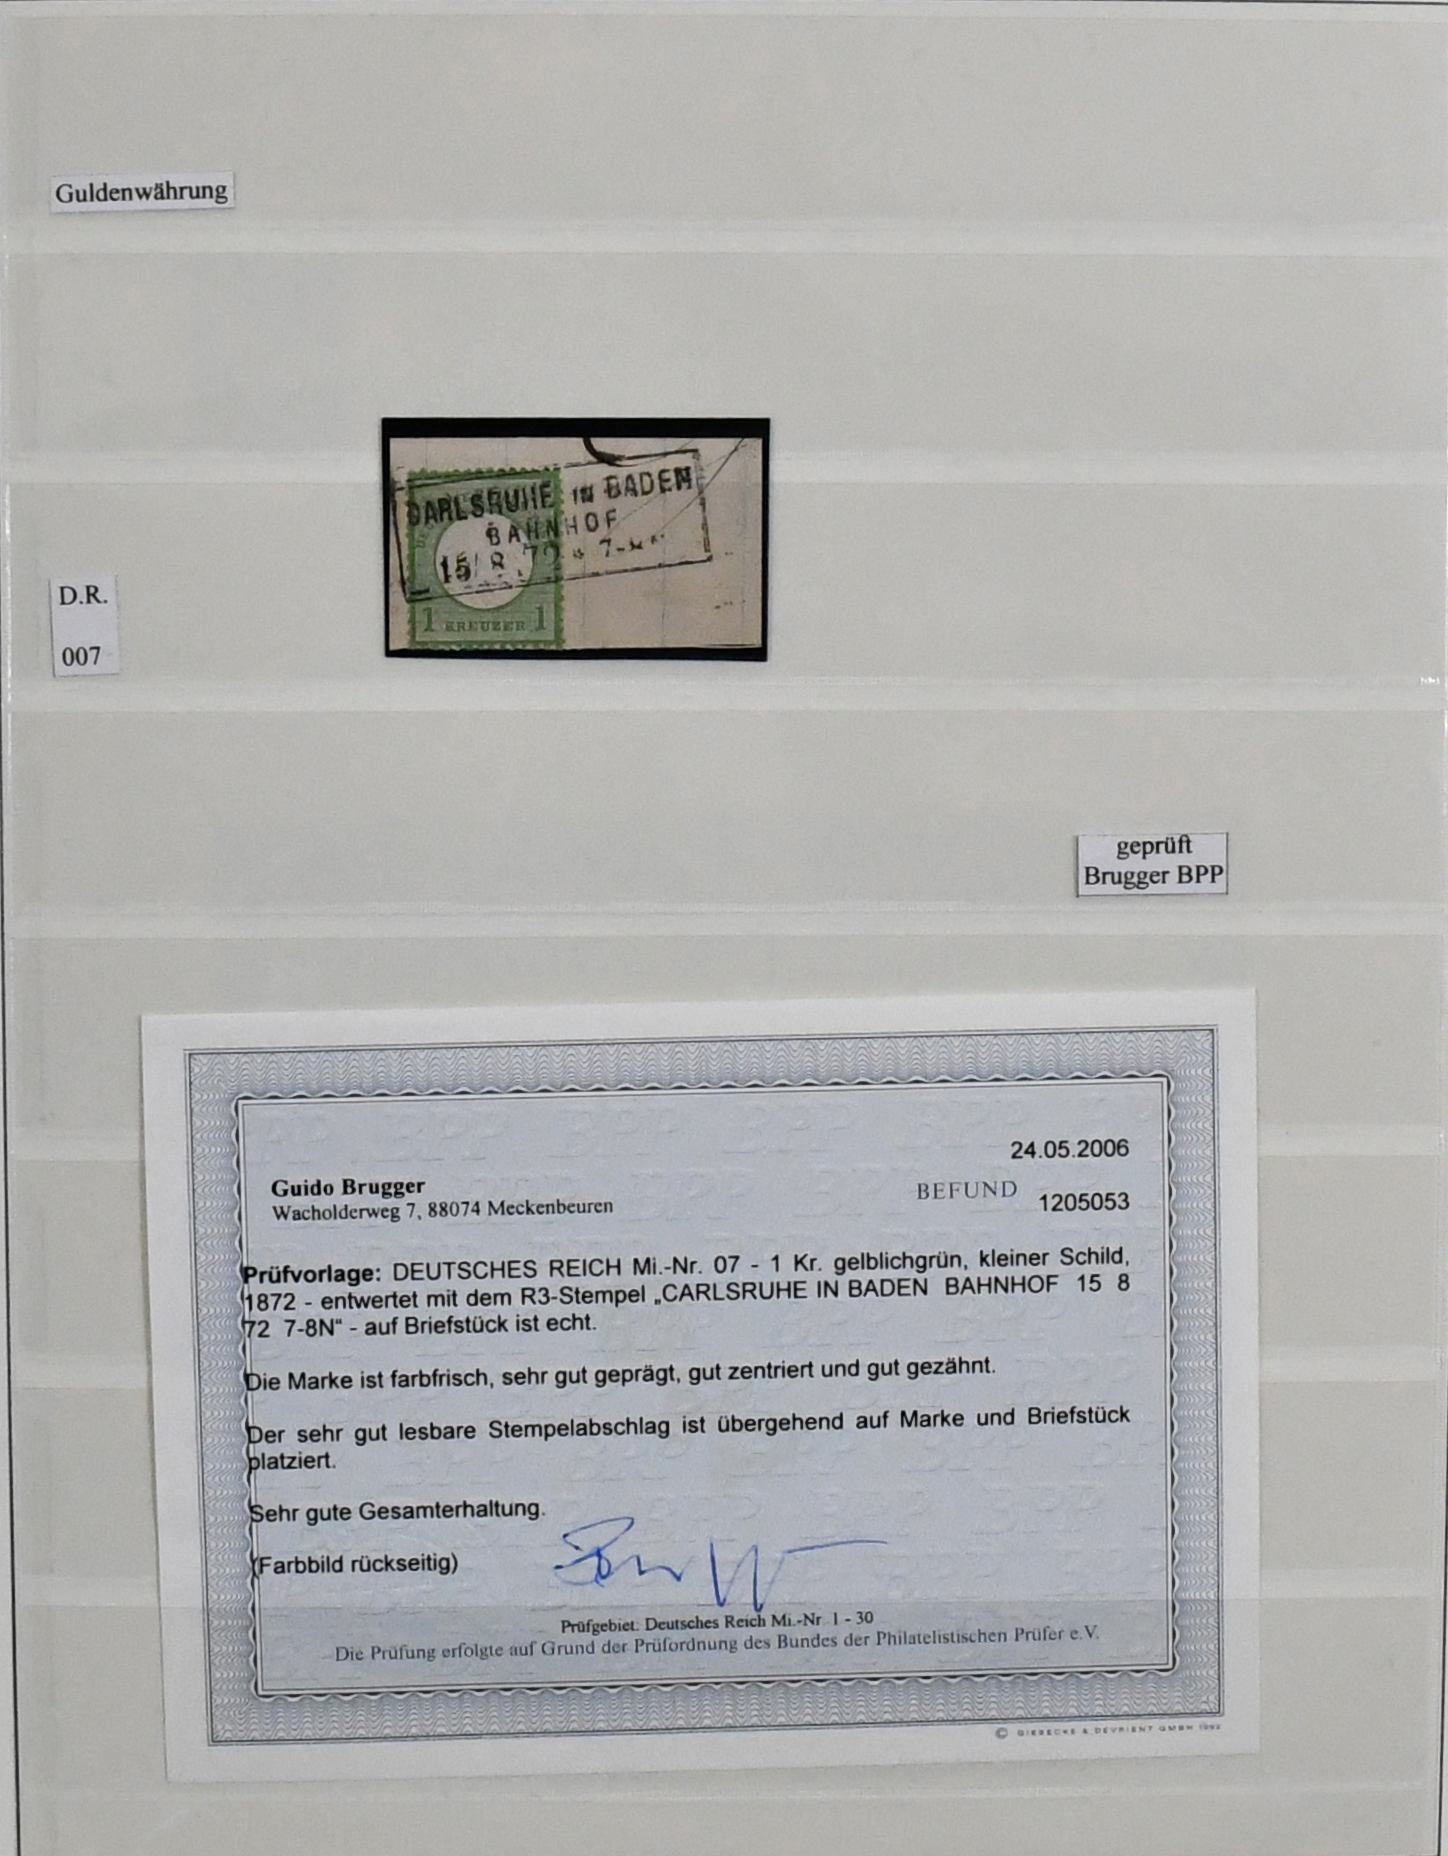 Guldenwährung
CARLSRUHE IN BADEN
BAHNHOF
15/8 72 7-
1 KREUZER 1
D.R.
007
geprüft
Brugger BPP
24.05.2006
Guido Brugger
Wacholderweg 7, 88074 Meckenbeuren
BEFUND 1205053
Prüfvorlage: DEUTSCHES REICH Mi.-Nr. 07 - 1 Kr. gelblichgrün, kleiner Schild,
1872 - entwertet mit dem R3-Stempel „CARLSRUHE IN BADEN BAHNHOF 15 8
72 7-8N“ - auf Briefstück ist echt.
Die Marke ist farbfrisch, sehr gut geprägt, gut zentriert und gut gezähnt.
Der sehr gut lesbare Stempelabschlag ist übergehend auf Marke und Briefstück
platziert.
Sehr gute Gesamterhaltung.
(Farbbild rückseitig)
Prüfgebiet: Deutsches Reich Mi.-Nr. 1 - 30
Die Prüfung erfolgte auf Grund der Prüfordnung des Bundes der Philatelistischen Prüfer e.V.
© GIESECKE & DEVRIENT GMBH 1992